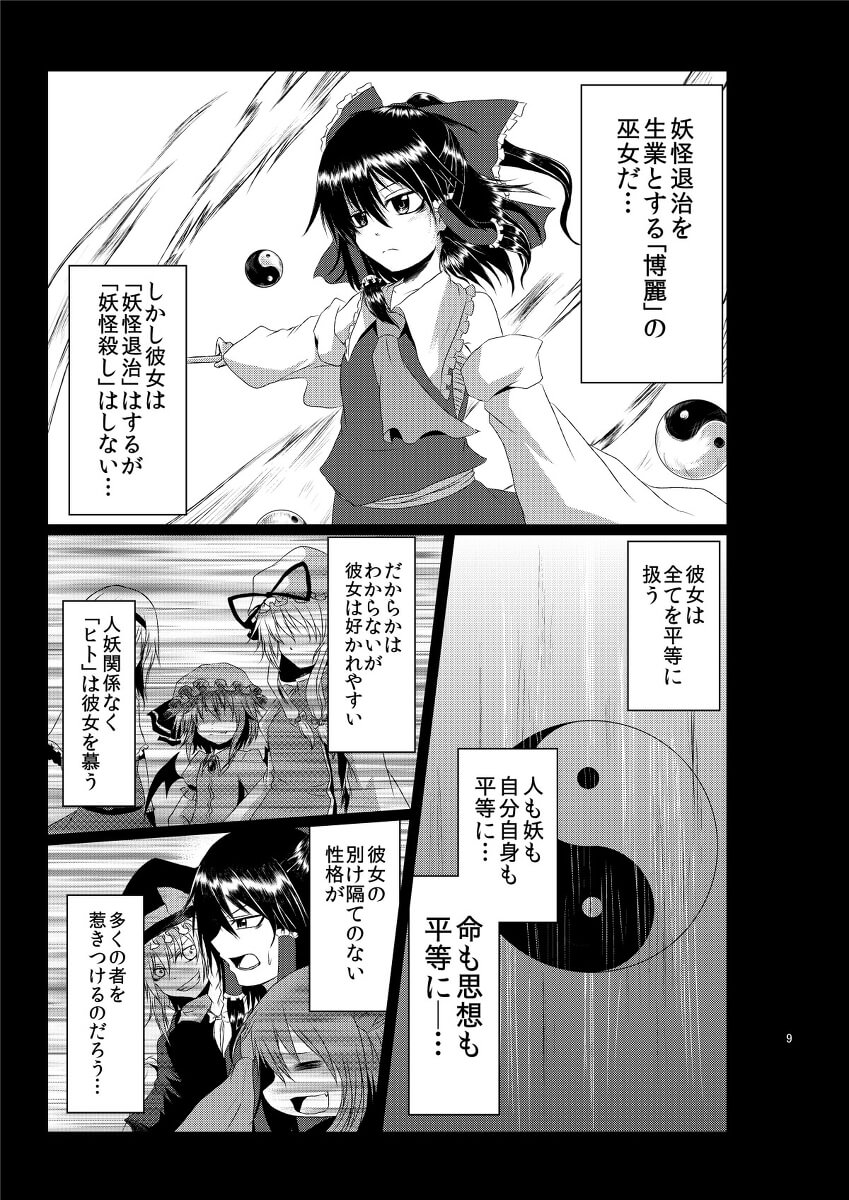 妖怪退治を
生業とする「博麗」の
巫女だ…
しかし彼女は
「妖怪退治」はするが
「妖怪殺し」はしない…
彼女は
全てを平等に
扱う
人も妖も
自分自身も
平等に…
命も思想も
平等に―…
だからかは
わからないが
彼女は好かれやすい
人妖関係なく
「ヒト」は彼女を慕う
彼女の
別け隔てのない
性格が
多くの者を
惹きつけるのだろう…
9